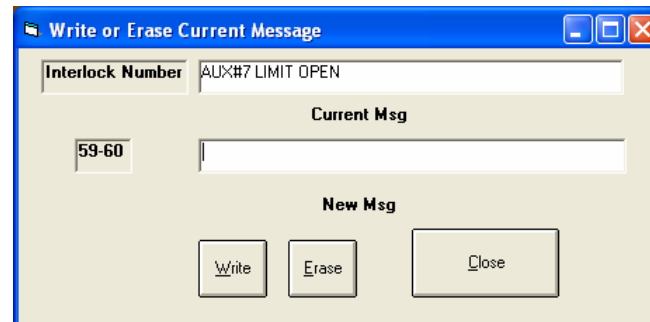 Write or Erase Current Message
Interlock Number AUX#7 LIMIT OPEN
Current Msg
59-60
New Msg
Write Erase Close